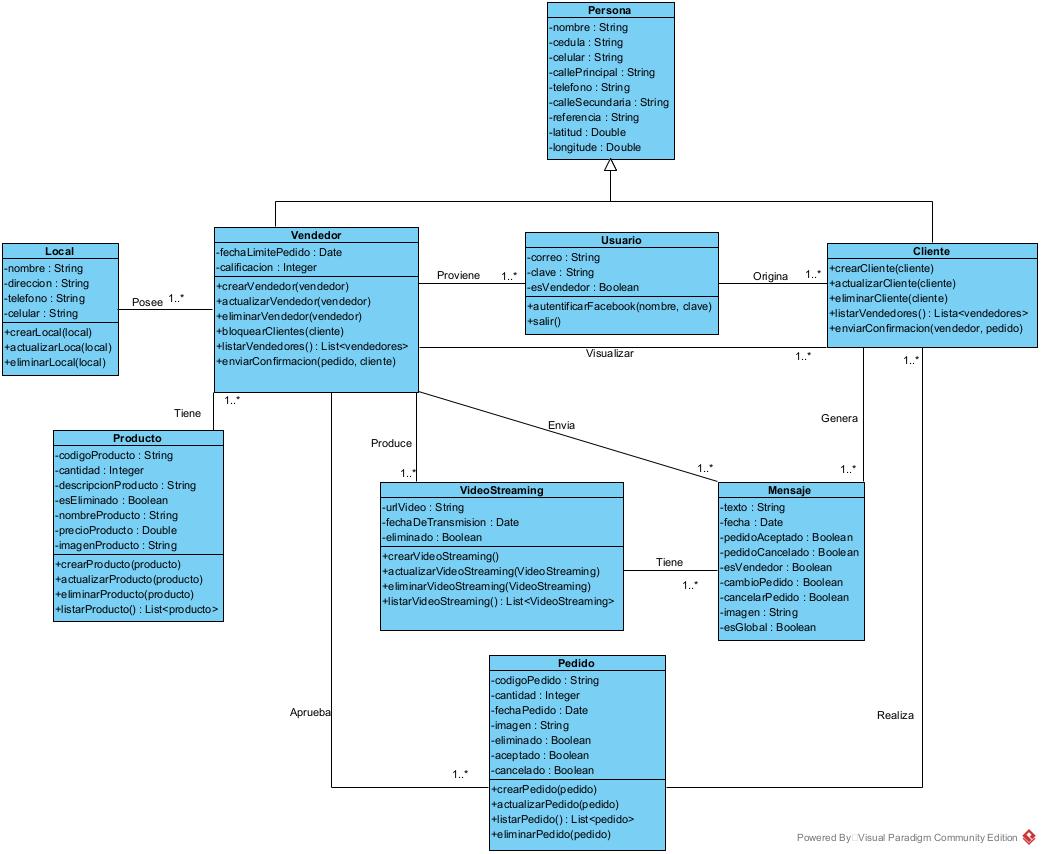 Persona
-nombre : String
-cedula : String
-celular : String
-callePrincipal : String
-telefono : String
-calleSecundaria : String
-referencia : String
-latitud : Double
-longitude : Double
Local
-nombre : String
-direccion : String
-telefono : String
-celular : String
+crearLocal(local)
+actualizarLoca(local)
+eliminarLocal(local)
Posee
1..*
Vendedor
-fechaLimitePedido : Date
-calificacion : Integer
+crearVendedor(vendedor)
+actualizarVendedor(vendedor)
+eliminarVendedor(vendedor)
+bloquearClientes(cliente)
+listarVendedores() : List<vendedores>
+enviarConfirmacion(pedido, cliente)
Proviene
1..*
Usuario
-correo : String
-clave : String
-esVendedor : Boolean
+autentificarFacebook(nombre, clave)
+salir()
Origina
1..*
Cliente
+crearCliente(cliente)
+actualizarCliente(cliente)
+eliminarCliente(cliente)
+listarVendedores() : Lista<vendedores>
+enviarConfirmacion(vendedor, pedido)
Visualizar
1..*
1..*
Tiene
1..*
Producto
-codigoProducto : String
-cantidad : Integer
-descripcionProducto : String
-esEliminado : Boolean
-nombreProducto : String
-precioProducto : Double
-imagenProducto : String
+crearProducto(producto)
+actualizarProducto(producto)
+eliminarProducto(producto)
+listarProducto() : List<producto>
Produce
1..*
Envia
1..*
Genera
1..*
VideoStreaming
-urlVideo : String
-fechaDeTransmision : Date
-eliminado : Boolean
+crearVideoStreaming()
+actualizarVideoStreaming(VideoStreaming)
+eliminarVideoStreaming(VideoStreaming)
+listarVideoStreaming() : List<VideoStreaming>
Tiene
1..*
Mensaje
-texto : String
-fecha : Date
-pedidoAceptado : Boolean
-pedidoCancelado : Boolean
-esVendedor : Boolean
-cambioPedido : Boolean
-cancelarPedido : Boolean
-imagen : String
-esGlobal : Boolean
Aprueba
1..*
Pedido
-codigoPedido : String
-cantidad : Integer
-fechaPedido : Date
-imagen : String
-eliminado : Boolean
-aceptado : Boolean
-cancelado : Boolean
+crearPedido(pedido)
+actualizarPedido(pedido)
+listarPedido() : List<pedido>
+eliminarPedido(pedido)
Realiza
Powered By Visual Paradigm Community Edition